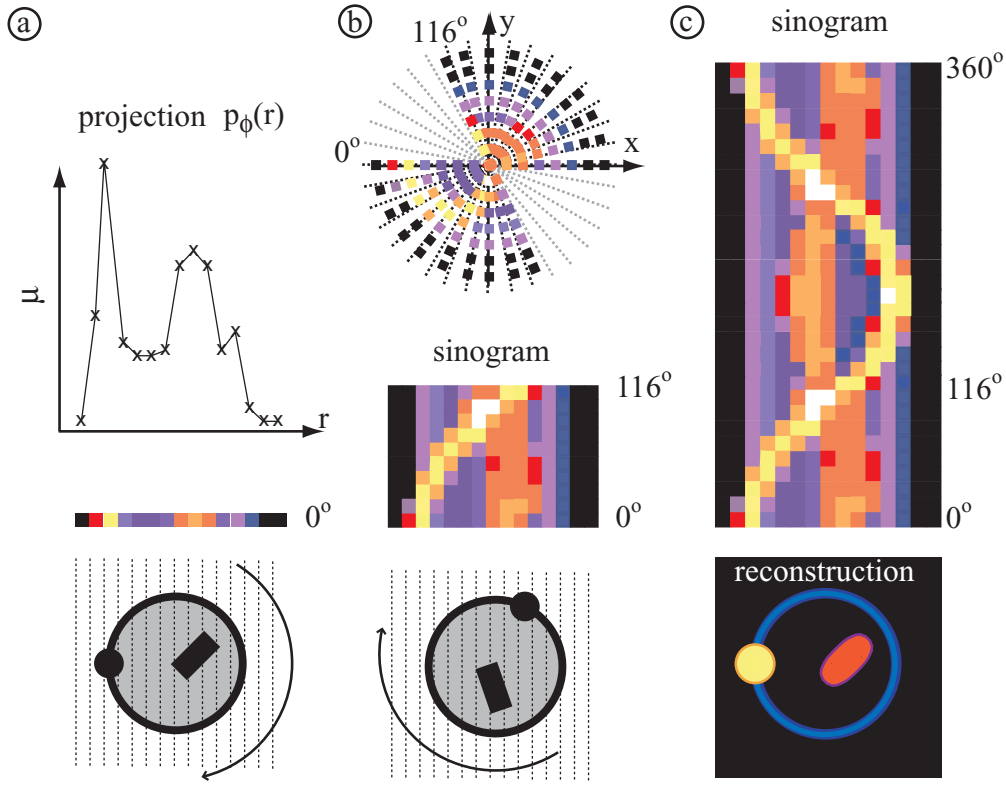 a
projection p_ϕ(r)
μ
r
0°
b
116°
y
x
0°
sinogram
116°
0°
c
sinogram
360°
116°
0°
reconstruction